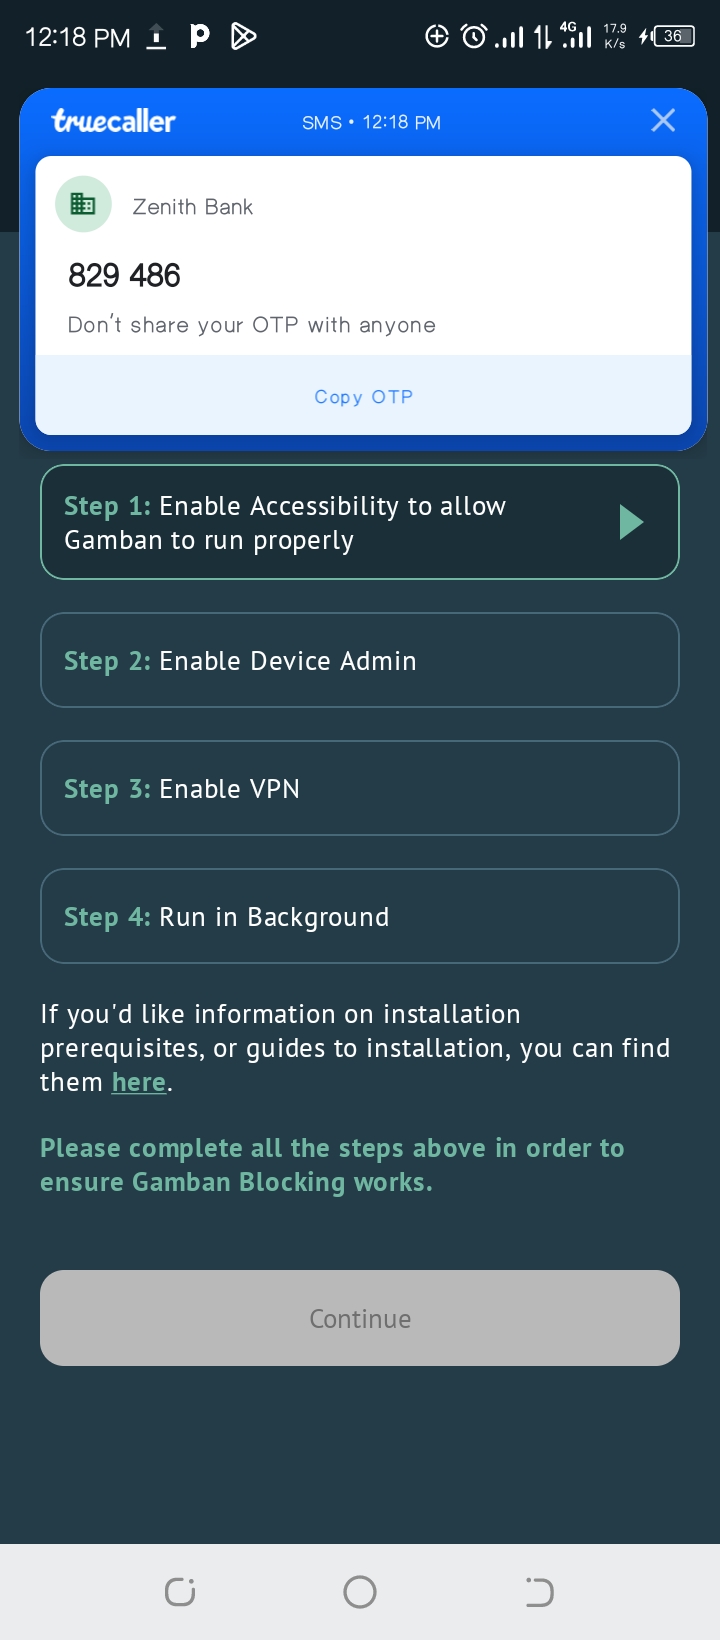 12:18 PM
4G
17.9
K/s
36
truecaller
SMS • 12:18 PM
Zenith Bank
829 486
Don't share your OTP with anyone
Copy OTP
Step 1: Enable Accessibility to allow
Gamban to run properly
Step 2: Enable Device Admin
Step 3: Enable VPN
Step 4: Run in Background
If you'd like information on installation
prerequisites, or guides to installation, you can find
them here.
Please complete all the steps above in order to
ensure Gamban Blocking works.
Continue